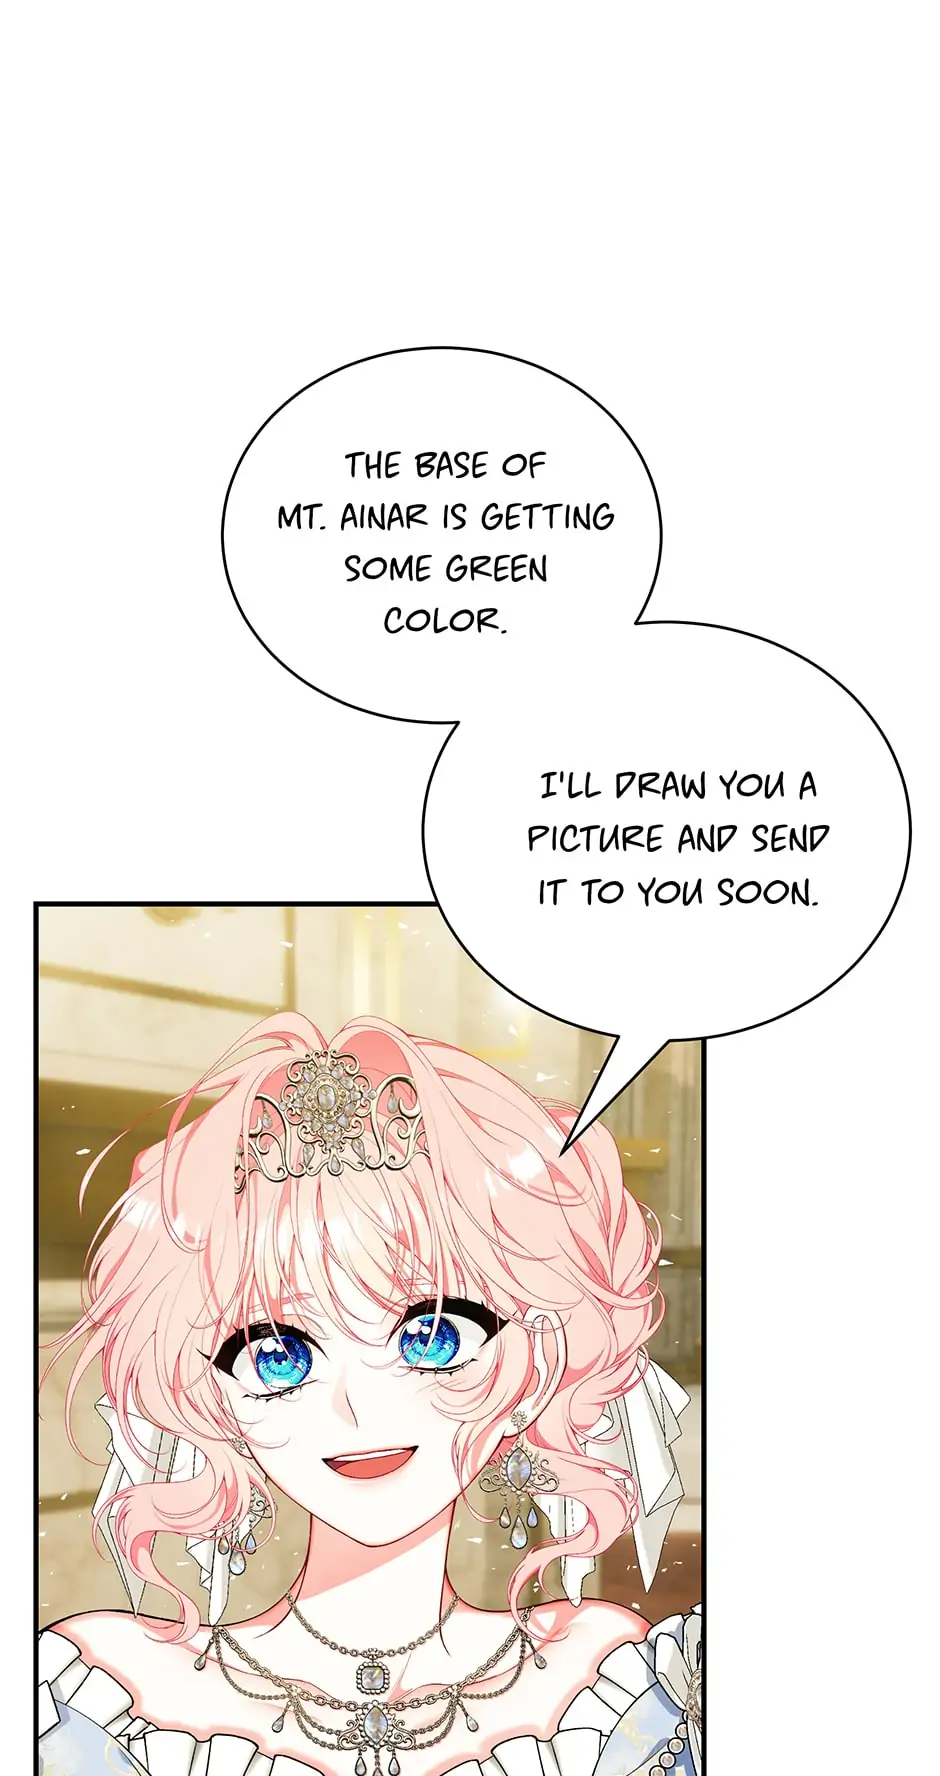 THE BASE OF
MT. AINAR IS GETTING
SOME GREEN
COLOR.
I'LL DRAW YOU A
PICTURE AND SEND
IT TO YOU SOON.